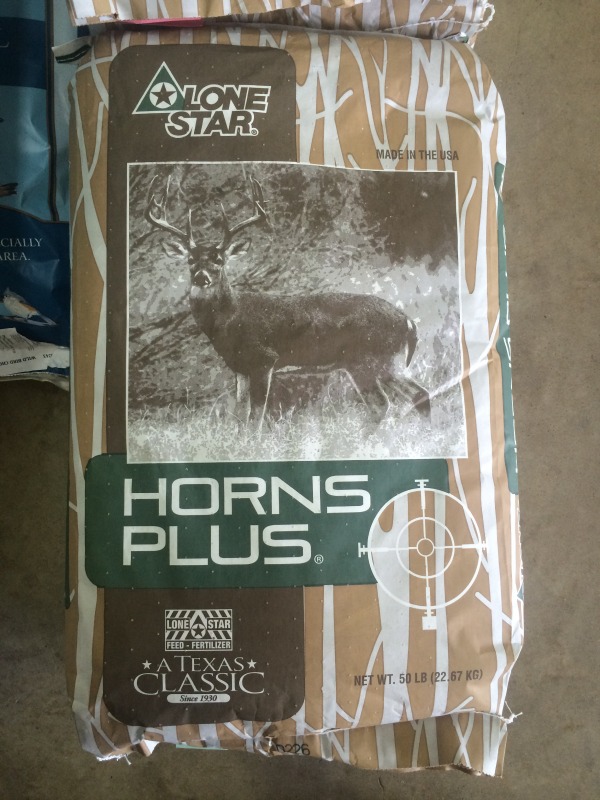 LONE
STAR®
MADE IN THE USA
CIALLY
AREA.
HORNS
PLUS®
LONE STAR
FEED - FERTILIZER
A TEXAS
CLASSIC
Since 1930
NET WT. 50 LB (22.67 KG)